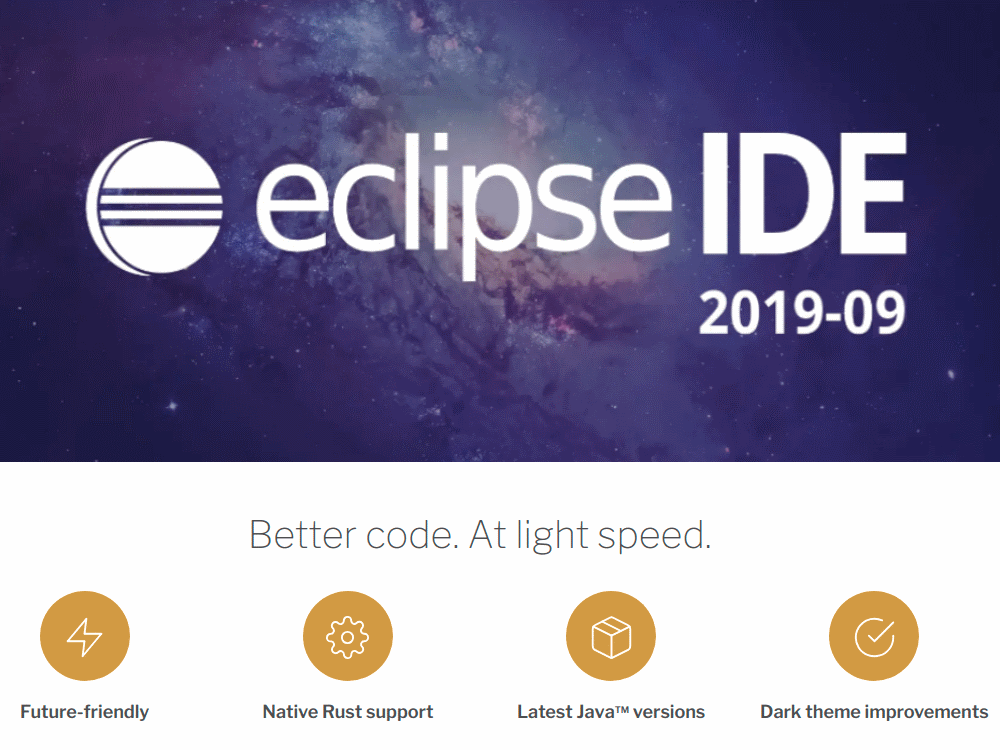 eclipse IDE
2019-09
Better code. At light speed.
Future-friendly
Native Rust support
Latest Java™ versions
Dark theme improvements